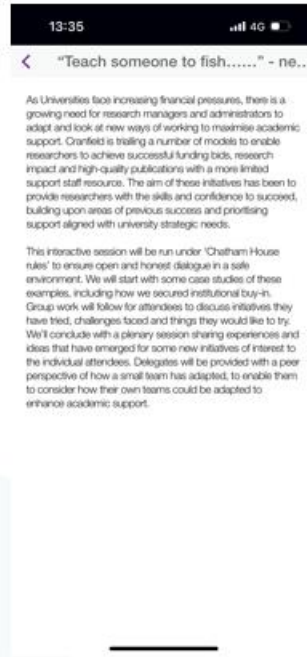 13:35
4G
“Teach someone to fish......” - ne..
As Universities face increasing financial pressures, there is a
growing need for research managers and administrators to
adapt and look at new ways of working to maximise academic
support. Cranfield is trialling a number of models to enable
researchers to achieve successful funding bids, research
impact and high-quality publications with a more limited
support staff resource. The aim of these initiatives has been to
provide researchers with the skills and confidence to succeed,
building upon areas of previous success and prioritising
support aligned with university strategic needs.
This interactive session will be run under 'Chatham House
rules' to ensure open and honest dialogue in a safe
environment. We will start with some case studies of these
examples, including how we secured institutional buy-in.
Group work will follow for attendees to discuss initiatives they
have tried, challenges faced and things they would like to try.
We'll conclude with a plenary session sharing experiences and
ideas that have emerged for some new initiatives of interest to
the individual attendees. Delegates will be provided with a peer
perspective of how a small team has adapted, to enable them
to consider how their own teams could be adapted to
enhance academic support.